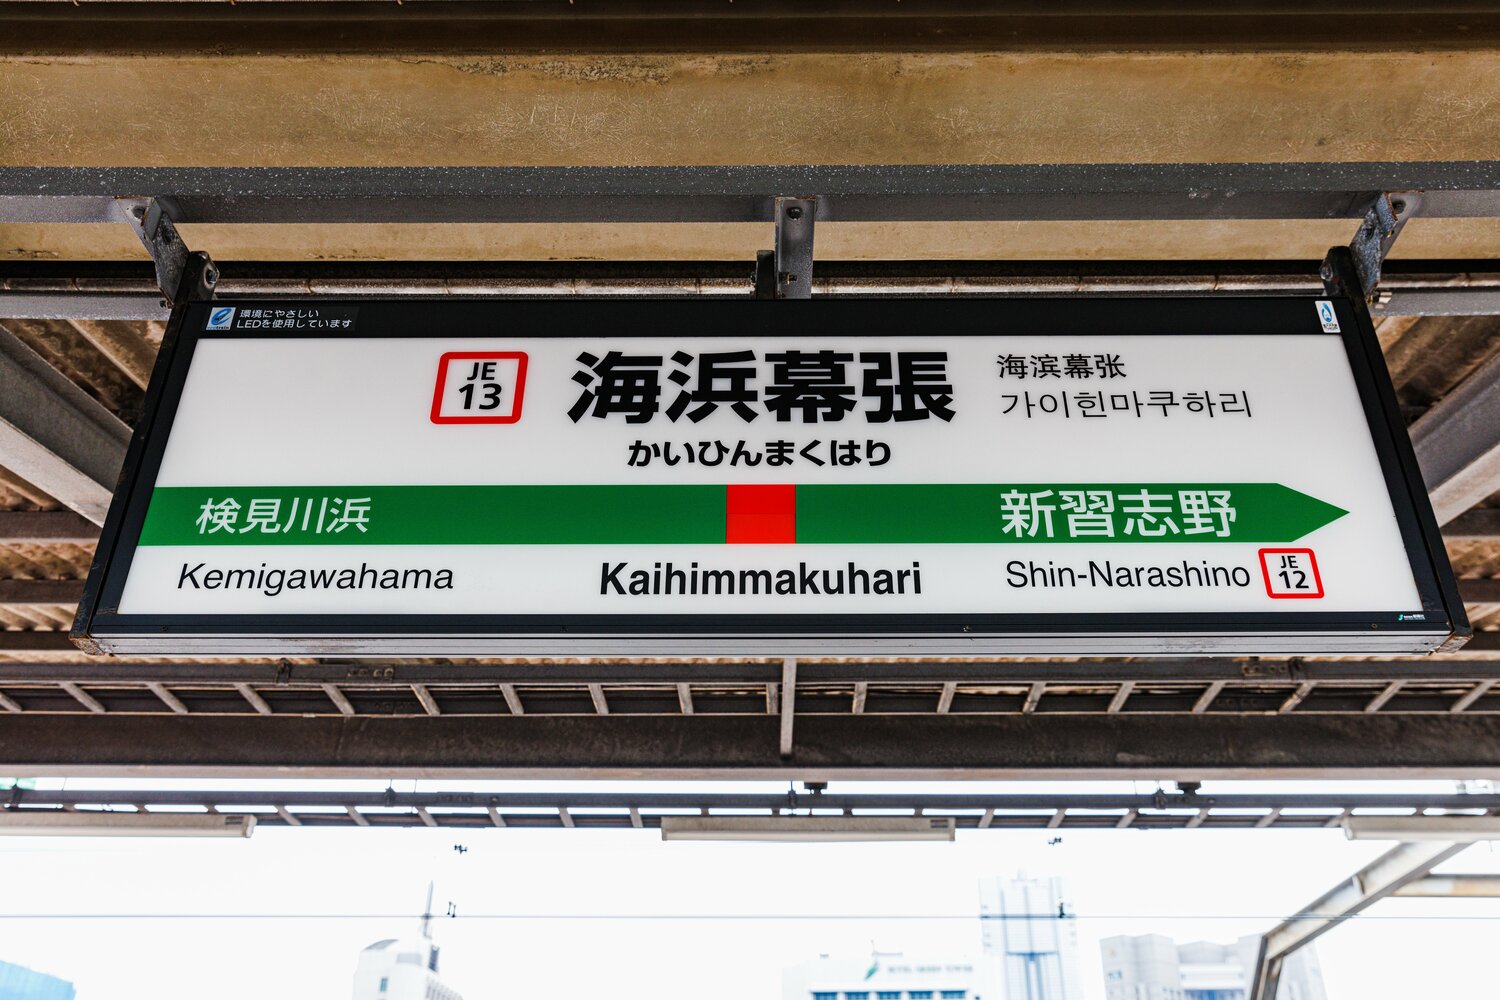 環境にやさしい
LEDを使用しています
JE
13
海浜幕張
海滨幕张
가이힌마쿠하리
かいひんまくはり
検見川浜
新習志野
Kemigawahama
Kaihimmakuhari
Shin-Narashino
JE
12